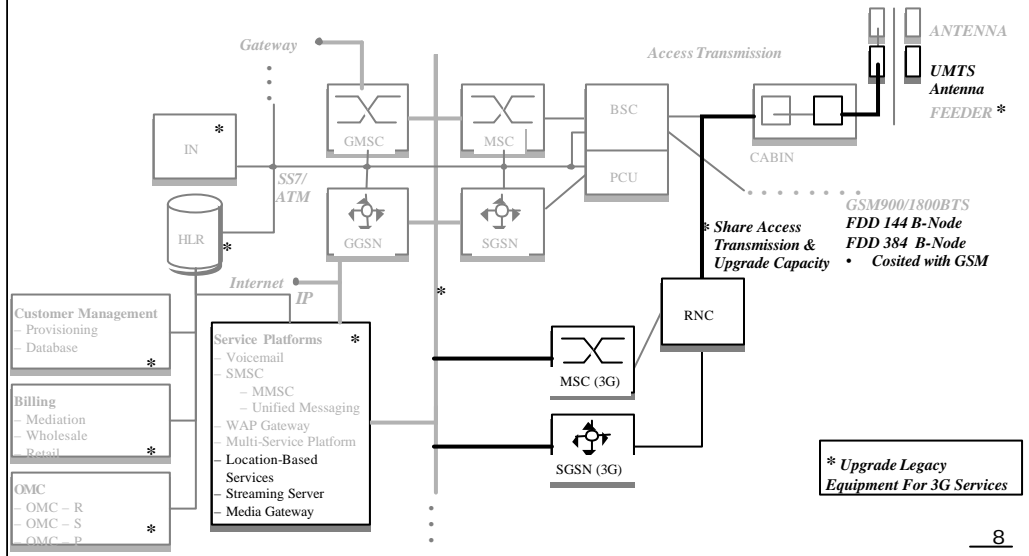 Gateway
Access Transmission
ANTENNA
UMTS
Antenna
FEEDER *
IN
*
GMSC
MSC
BSC
PCU
CABIN
SS7/
ATM
HLR
*
GGSN
SGSN
* Share Access
Transmission &
Upgrade Capacity
GSM900/1800BTS
FDD 144 B-Node
FDD 384 B-Node
• Cosited with GSM
Internet
IP
*
RNC
MSC (3G)
SGSN (3G)
Customer Management
– Provisioning
– Database
*
Billing
– Mediation
– Wholesale
– Retail
*
OMC
– OMC – R
– OMC – S
– OMC – P
*
Service Platforms *
– Voicemail
– SMSC
– MMSC
– Unified Messaging
– WAP Gateway
– Multi-Service Platform
– Location-Based
Services
– Streaming Server
– Media Gateway
* Upgrade Legacy
Equipment For 3G Services
8